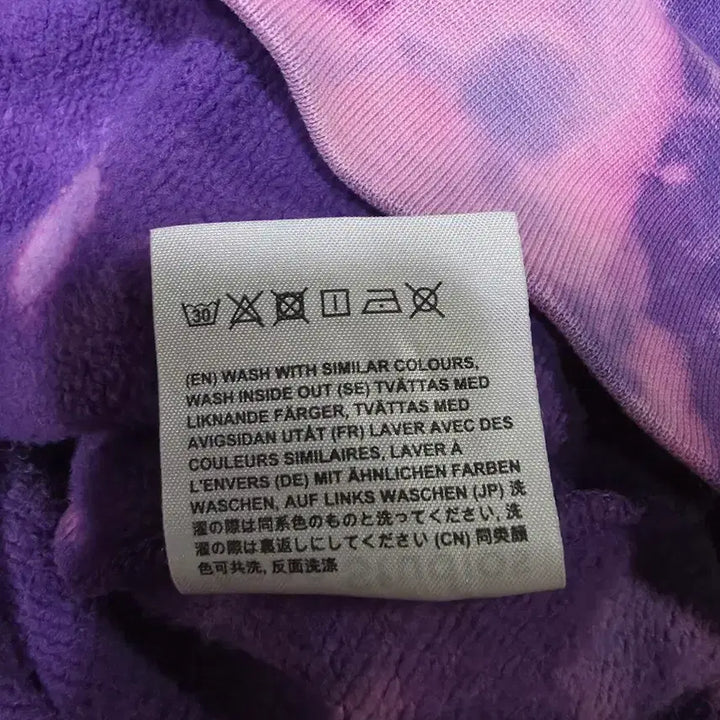 30
(EN) WASH WITH SIMILAR COLOURS,
WASH INSIDE OUT (SE) TVÄTTAS MED
LIKNANDE FÄRGER, TVÄTTAS MED
AVIGSIDAN UTÅT (FR) LAVER AVEC DES
COULEURS SIMILAIRES, LAVER À
L'ENVERS (DE) MIT ÄHNLICHEN FARBEN
WASCHEN, AUF LINKS WASCHEN (JP) 洗
濯の際は同系色のものと洗ってください, 洗
濯の際は裏返しにしてください (CN) 同类颜
色可共洗, 反面洗涤